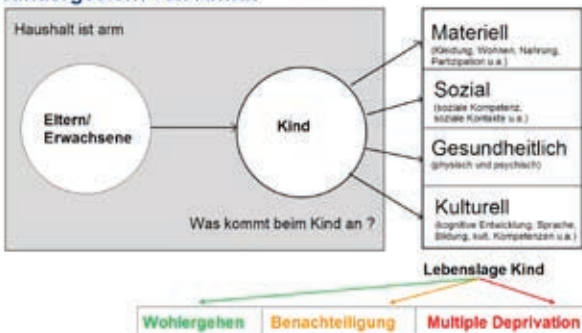 Haushalt ist arm
Eltern/
Erwachsene
Kind
Was kommt beim Kind an ?
Materiell
(Kleidung, Wohnen, Nahrung,
Partizipation u.a.)
Sozial
(soziale Kompetenz,
soziale Kontakte u.a.)
Gesundheitlich
(physisch und psychisch)
Kulturell
(kognitive Entwicklung, Sprache,
Bildung, kult. Kompetenzen u.a.)
Lebenslage Kind
Wohlergehen
Benachteiligung
Multiple Deprivation